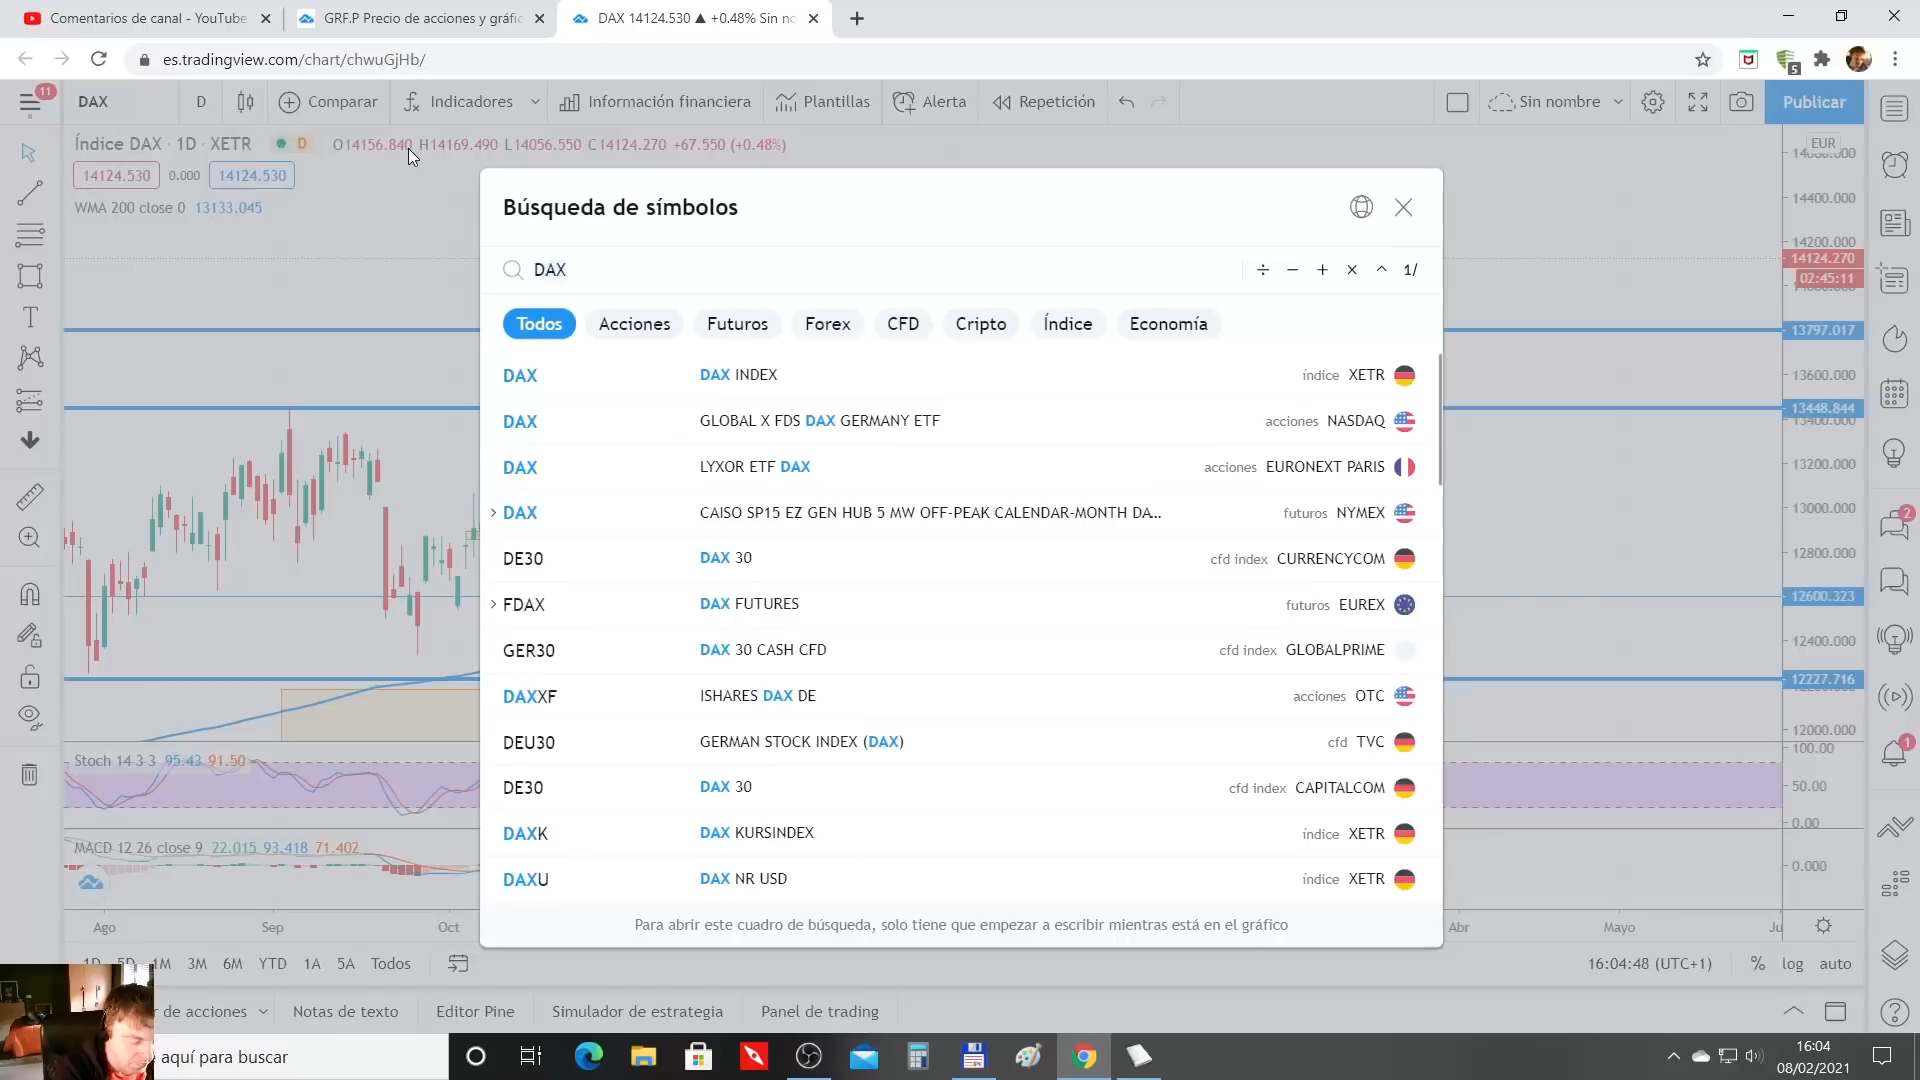 Comentarios de canal - YouTube
GRF.P Precio de acciones y gráfic
DAX 14124.530 ▲ +0.48% Sin no
es.tradingview.com/chart/chwuGjHb/
5
11
DAX
D
Comparar
Indicadores
Información financiera
Plantillas
Alerta
Repetición
Sin nombre
Publicar
Índice DAX · 1D · XETR
D
O14156.840 H14169.490 L14056.550 C14124.270 +67.550 (+0.48%)
EUR
14124.530
0.000
14124.530
WMA 200 close 0 13133.045
Búsqueda de símbolos
DAX
÷ − + × ^ 1/
Todos
Acciones
Futuros
Forex
CFD
Cripto
Índice
Economía
DAX DAX INDEX índice XETR
DAX GLOBAL X FDS DAX GERMANY ETF acciones NASDAQ
DAX LYXOR ETF DAX acciones EURONEXT PARIS
DAX CAISO SP15 EZ GEN HUB 5 MW OFF-PEAK CALENDAR-MONTH DA... futuros NYMEX
DE30 DAX 30 cfd index CURRENCYCOM
FDAX DAX FUTURES futuros EUREX
GER30 DAX 30 CASH CFD cfd index GLOBALPRIME
DAXXF ISHARES DAX DE acciones OTC
DEU30 GERMAN STOCK INDEX (DAX) cfd TVC
DE30 DAX 30 cfd index CAPITALCOM
DAXK DAX KURSINDEX índice XETR
DAXU DAX NR USD índice XETR
Para abrir este cuadro de búsqueda, solo tiene que empezar a escribir mientras está en el gráfico
14400.000
14200.000
14124.270
02:45:11
13797.017
13600.000
13448.844
13400.000
13200.000
13000.000
12800.000
12600.323
12400.000
12227.716
12000.000
100.00
50.00
0.00
0.000
2
1
Stoch 14 3 3 95.43 91.50
MACD 12 26 close 9 22.015 93.418 71.402
Ago
Sep
Oct
Abr
Mayo
Ju
1D 5D 1M 3M 6M YTD 1A 5A Todos
16:04:48 (UTC+1)
% log auto
de acciones
Notas de texto
Editor Pine
Simulador de estrategia
Panel de trading
aquí para buscar
16:04
08/02/2021